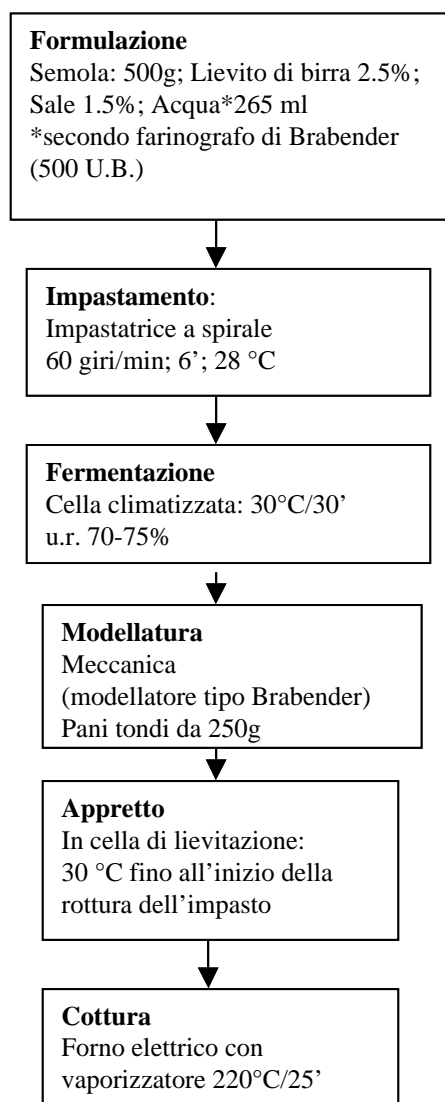 Formulazione
Semola: 500g; Lievito di birra 2.5%;
Sale 1.5%; Acqua*265 ml
*secondo farinografo di Brabender
(500 U.B.)
Impastamento:
Impastatrice a spirale
60 giri/min; 6’; 28 °C
Fermentazione
Cella climatizzata: 30°C/30’
u.r. 70-75%
Modellatura
Meccanica
(modellatore tipo Brabender)
Pani tondi da 250g
Appretto
In cella di lievitazione:
30 °C fino all’inizio della
rottura dell’impasto
Cottura
Forno elettrico con
vaporizzatore 220°C/25’